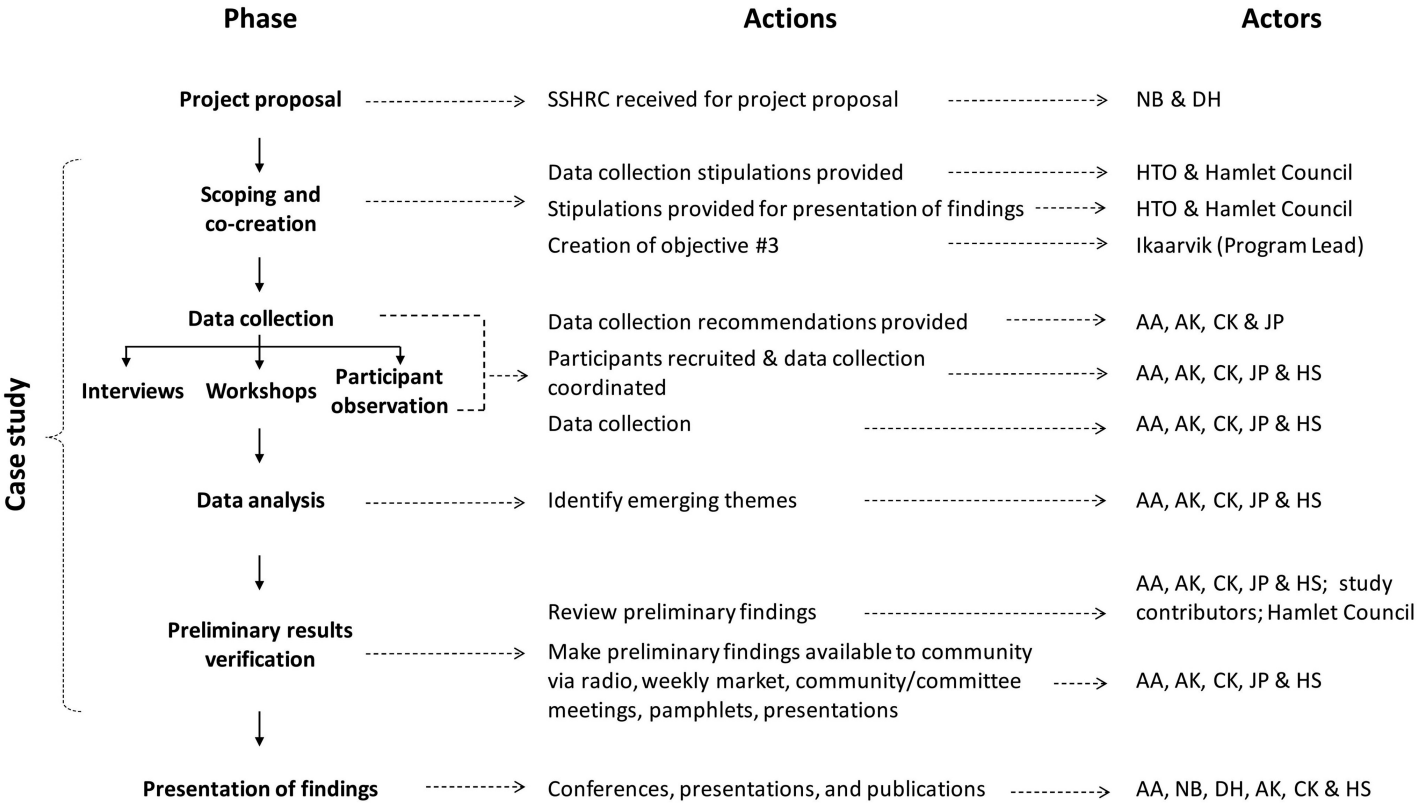 Phase
Actions
Actors
Project proposal
SSHRC received for project proposal
NB & DH
Case study
Scoping and
co-creation
Data collection stipulations provided
HTO & Hamlet Council
Stipulations provided for presentation of findings
HTO & Hamlet Council
Creation of objective #3
Ikaarvik (Program Lead)
Data collection
Interviews
Workshops
Participant
observation
Data collection recommendations provided
AA, AK, CK & JP
Participants recruited & data collection
coordinated
AA, AK, CK, JP & HS
Data collection
AA, AK, CK, JP & HS
Data analysis
Identify emerging themes
AA, AK, CK, JP & HS
Preliminary results
verification
Review preliminary findings
AA, AK, CK, JP & HS; study
contributors; Hamlet Council
Make preliminary findings available to community
via radio, weekly market, community/committee
meetings, pamphlets, presentations
AA, AK, CK, JP & HS
Presentation of findings
Conferences, presentations, and publications
AA, NB, DH, AK, CK & HS